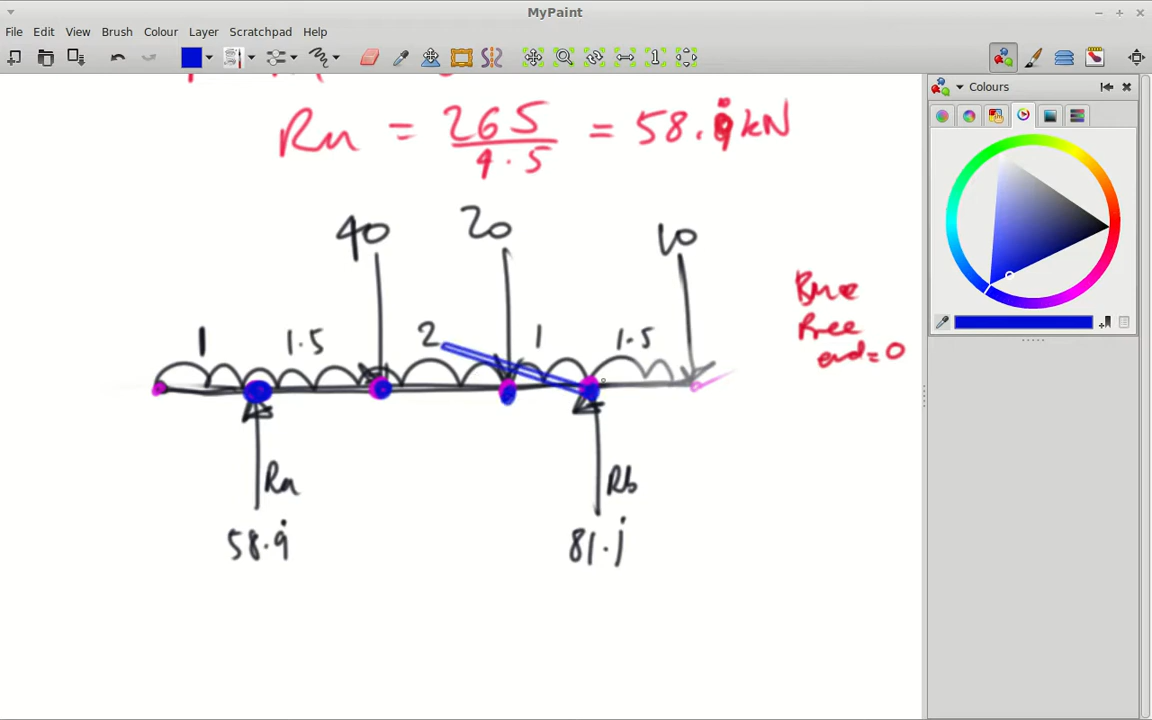 MyPaint
File Edit View Brush Colour Layer Scratchpad Help
Colours
Ra = 265 / 4.5 = 58.9 kN
40 20 10
1 1.5 2 1 1.5
free
end = 0
Ra Rb
58.9 81.1